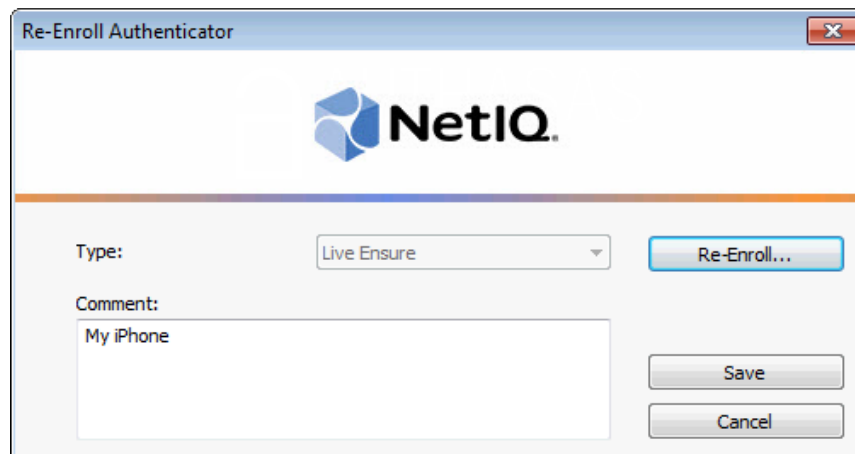 Re-Enroll Authenticator
NetIQ.
Type:
Live Ensure
Re-Enroll...
Comment:
My iPhone
Save
Cancel